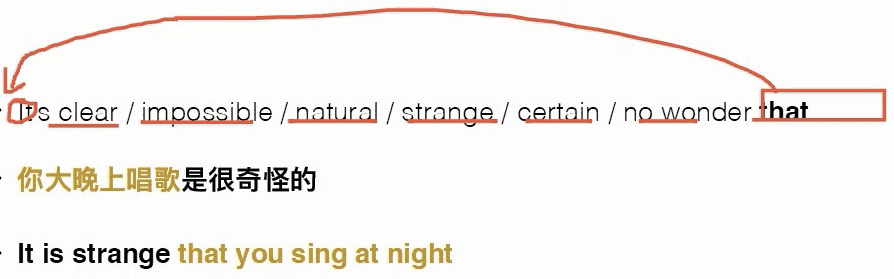 It's clear / impossible / natural / strange / certain / no wonder that
你大晚上唱歌是很奇怪的
It is strange that you sing at night